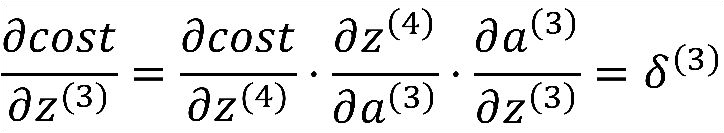 ∂cost/∂z⁽³⁾ = ∂cost/∂z⁽⁴⁾ · ∂z⁽⁴⁾/∂a⁽³⁾ · ∂a⁽³⁾/∂z⁽³⁾ = δ⁽³⁾